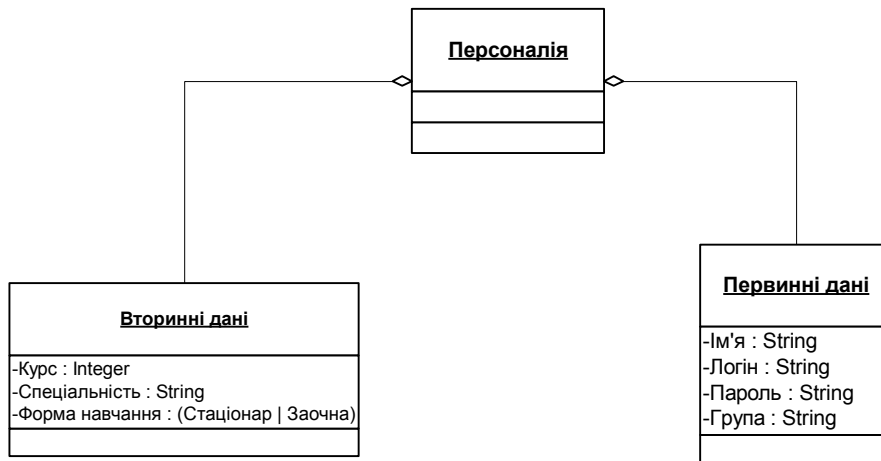 Персоналія
Вторинні дані
-Курс : Integer
-Спеціальність : String
-Форма навчання : (Стаціонар | Заочна)
Первинні дані
-Ім'я : String
-Логін : String
-Пароль : String
-Група : String